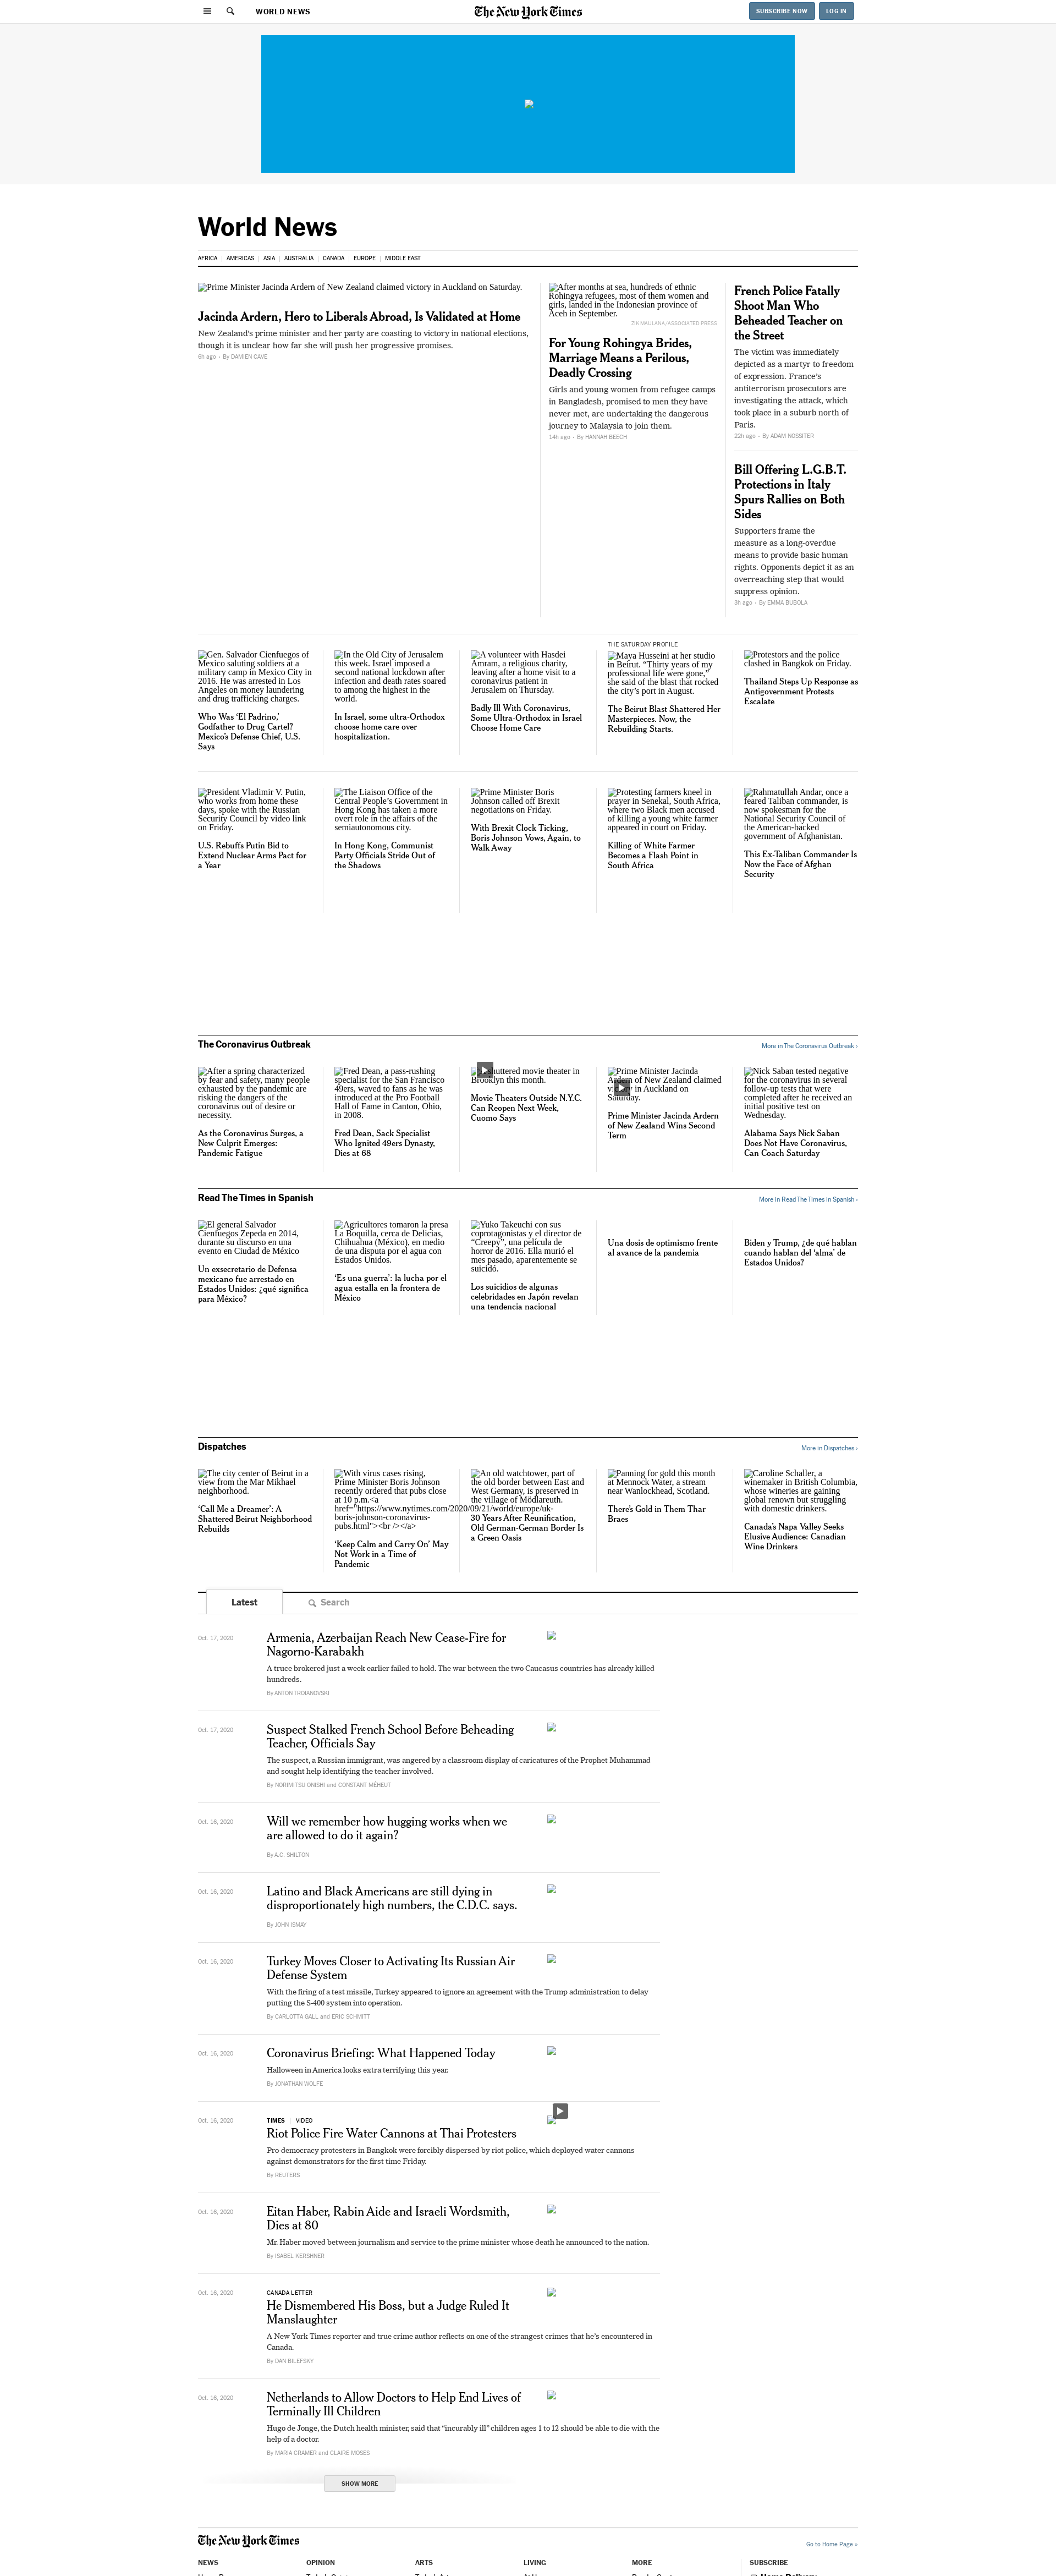 WORLD NEWS
The New York Times
SUBSCRIBE NOW
LOG IN
World News
AFRICA | AMERICAS | ASIA | AUSTRALIA | CANADA | EUROPE | MIDDLE EAST
Prime Minister Jacinda Ardern of New Zealand claimed victory in Auckland on Saturday.
Jacinda Ardern, Hero to Liberals Abroad, Is Validated at Home
New Zealand's prime minister and her party are coasting to victory in national elections,
but it is unclear how far she will push her progressive promises.
6h ago · By DAMIEN CAVE
After months at sea, hundreds of ethnic
Rohingya refugees, most of them women and
girls, landed in the Indonesian province of
Aceh in September.
ZIK MAULANA/ASSOCIATED PRESS
For Young Rohingya Brides,
Marriage Means a Perilous,
Deadly Crossing
Girls and young women from refugee camps
in Bangladesh, promised to men they have
never met, are undertaking the dangerous
journey to Malaysia to join them.
14h ago · By HANNAH BEECH
French Police Fatally
Shoot Man Who
Beheaded Teacher on
the Street
The victim was immediately
depicted as a martyr to freedom
of expression. France's
antiterrorism prosecutors are
investigating the attack, which
took place in a suburb north of
Paris.
22h ago · By ADAM NOSSITER
Bill Offering L.G.B.T.
Protections in Italy
Spurs Rallies on Both
Sides
Supporters frame the
measure as a long-overdue
means to provide basic human
rights. Opponents depict it as an
overreaching step that would
suppress opinion.
3h ago · By EMMA BUBOLA
Gen. Salvador Cienfuegos of
Mexico saluting soldiers at a
military camp in Mexico City in
2016. He was arrested in Los
Angeles on money laundering
and drug trafficking charges.
Who Was 'El Padrino,'
Godfather to Drug Cartel?
Mexico's Defense Chief, U.S.
Says
In the Old City of Jerusalem
this week. Israel imposed a
second national lockdown after
infection and death rates soared
to among the highest in the
world.
In Israel, some ultra-Orthodox
choose home care over
hospitalization.
A volunteer with Hasdei
Amram, a religious charity,
leaving after a home visit to a
coronavirus patient in
Jerusalem on Thursday.
Badly Ill With Coronavirus,
Some Ultra-Orthodox in Israel
Choose Home Care
THE SATURDAY PROFILE
Maya Husseini at her studio
in Beirut. "Thirty years of my
professional life were gone,"
she said of the blast that rocked
the city's port in August.
The Beirut Blast Shattered Her
Masterpieces. Now, the
Rebuilding Starts.
Protestors and the police
clashed in Bangkok on Friday.
Thailand Steps Up Response as
Antigovernment Protests
Escalate
President Vladimir V. Putin,
who works from home these
days, spoke with the Russian
Security Council by video link
on Friday.
U.S. Rebuffs Putin Bid to
Extend Nuclear Arms Pact for
a Year
The Liaison Office of the
Central People's Government in
Hong Kong has taken a more
overt role in the affairs of the
semiautonomous city.
In Hong Kong, Communist
Party Officials Stride Out of
the Shadows
Prime Minister Boris
Johnson called off Brexit
negotiations on Friday.
With Brexit Clock Ticking,
Boris Johnson Vows, Again, to
Walk Away
Protesting farmers kneel in
prayer in Senekal, South Africa,
where two Black men accused
of killing a young white farmer
appeared in court on Friday.
Killing of White Farmer
Becomes a Flash Point in
South Africa
Rahmatullah Andar, once a
feared Taliban commander, is
now spokesman for the
National Security Council of
the American-backed
government of Afghanistan.
This Ex-Taliban Commander Is
Now the Face of Afghan
Security
The Coronavirus Outbreak
More in The Coronavirus Outbreak ›
After a spring characterized
by fear and safety, many people
exhausted by the pandemic are
risking the dangers of the
coronavirus out of desire or
necessity.
As the Coronavirus Surges, a
New Culprit Emerges:
Pandemic Fatigue
Fred Dean, a pass-rushing
specialist for the San Francisco
49ers, waved to fans as he was
introduced at the Pro Football
Hall of Fame in Canton, Ohio,
in 2008.
Fred Dean, Sack Specialist
Who Ignited 49ers Dynasty,
Dies at 68
movie theater in
Brooklyn this month.
Movie Theaters Outside N.Y.C.
Can Reopen Next Week,
Cuomo Says
Prime Minister Jacinda
of New Zealand claimed
in Auckland on
Saturday.
Prime Minister Jacinda Ardern
of New Zealand Wins Second
Term
Nick Saban tested negative
for the coronavirus in several
follow-up tests that were
completed after he received an
initial positive test on
Wednesday.
Alabama Says Nick Saban
Does Not Have Coronavirus,
Can Coach Saturday
Read The Times in Spanish
More in Read The Times in Spanish ›
El general Salvador
Cienfuegos Zepeda en 2014,
durante su discurso en una
evento en Ciudad de México
Un exsecretario de Defensa
mexicano fue arrestado en
Estados Unidos: ¿qué significa
para México?
Agricultores tomaron la presa
La Boquilla, cerca de Delicias,
Chihuahua (México), en medio
de una disputa por el agua con
Estados Unidos.
'Es una guerra': la lucha por el
agua estalla en la frontera de
México
Yuko Takeuchi con sus
coprotagonistas y el director de
"Creepy", una película de
horror de 2016. Ella murió el
mes pasado, aparentemente se
suicidó.
Los suicidios de algunas
celebridades en Japón revelan
una tendencia nacional
Una dosis de optimismo frente
al avance de la pandemia
Biden y Trump, ¿de qué hablan
cuando hablan del 'alma' de
Estados Unidos?
Dispatches
More in Dispatches ›
The city center of Beirut in a
view from the Mar Mikhael
neighborhood.
'Call Me a Dreamer': A
Shattered Beirut Neighborhood
Rebuilds
With virus cases rising,
Prime Minister Boris Johnson
recently ordered that pubs close
at 10 p.m.<a
href="https://www.nytimes.com/2020/09/21/world/europe/uk-
boris-johnson-coronavirus-
pubs.html"><br /></a>
'Keep Calm and Carry On' May
Not Work in a Time of
Pandemic
An old watchtower, part of
the old border between East and
West Germany, is preserved in
the village of Mödlareuth.
30 Years After Reunification,
Old German-German Border Is
a Green Oasis
Panning for gold this month
at Mennock Water, a stream
near Wanlockhead, Scotland.
There's Gold in Them Thar
Braes
Caroline Schaller, a
winemaker in British Columbia,
whose wineries are gaining
global renown but struggling
with domestic drinkers.
Canada's Napa Valley Seeks
Elusive Audience: Canadian
Wine Drinkers
Latest
Search
Oct. 17, 2020
Armenia, Azerbaijan Reach New Cease-Fire for
Nagorno-Karabakh
A truce brokered just a week earlier failed to hold. The war between the two Caucasus countries has already killed
hundreds.
By ANTON TROIANOVSKI
Oct. 17, 2020
Suspect Stalked French School Before Beheading
Teacher, Officials Say
The suspect, a Russian immigrant, was angered by a classroom display of caricatures of the Prophet Muhammad
and sought help identifying the teacher involved.
By NORIMITSU ONISHI and CONSTANT MÉHEUT
Oct. 16, 2020
Will we remember how hugging works when we
are allowed to do it again?
By A.C. SHILTON
Oct. 16, 2020
Latino and Black Americans are still dying in
disproportionately high numbers, the C.D.C. says.
By JOHN ISMAY
Oct. 16, 2020
Turkey Moves Closer to Activating Its Russian Air
Defense System
With the firing of a test missile, Turkey appeared to ignore an agreement with the Trump administration to delay
putting the S-400 system into operation.
By CARLOTTA GALL and ERIC SCHMITT
Oct. 16, 2020
Coronavirus Briefing: What Happened Today
Halloween in America looks extra terrifying this year.
By JONATHAN WOLFE
Oct. 16, 2020
TIMES | VIDEO
Riot Police Fire Water Cannons at Thai Protesters
Pro-democracy protesters in Bangkok were forcibly dispersed by riot police, which deployed water cannons
against demonstrators for the first time Friday.
By REUTERS
Oct. 16, 2020
Eitan Haber, Rabin Aide and Israeli Wordsmith,
Dies at 80
Mr. Haber moved between journalism and service to the prime minister whose death he announced to the nation.
By ISABEL KERSHNER
Oct. 16, 2020
CANADA LETTER
He Dismembered His Boss, but a Judge Ruled It
Manslaughter
A New York Times reporter and true crime author reflects on one of the strangest crimes that he's encountered in
Canada.
By DAN BILEFSKY
Oct. 16, 2020
Netherlands to Allow Doctors to Help End Lives of
Terminally Ill Children
Hugo de Jonge, the Dutch health minister, said that "incurably ill" children ages 1 to 12 should be able to die with the
help of a doctor.
By MARIA CRAMER and CLAIRE MOSES
SHOW MORE
The New York Times
Go to Home Page »
NEWS
OPINION
ARTS
LIVING
MORE
SUBSCRIBE